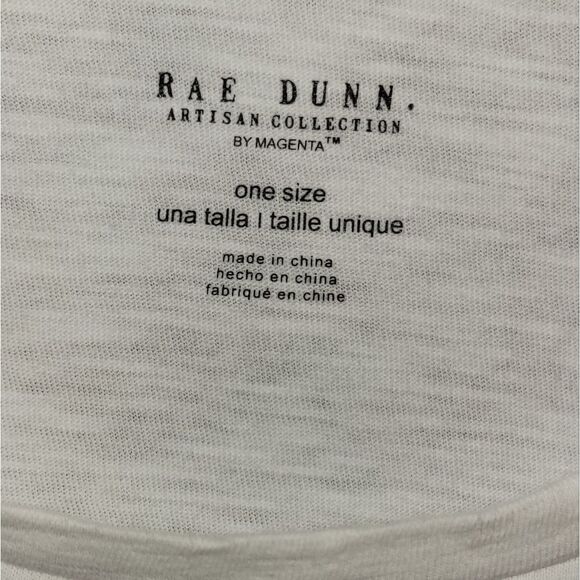 RAE DUNN.
ARTISAN COLLECTION
BY MAGENTA™
one size
una talla I taille unique
made in china
hecho en china
fabriqué en chine